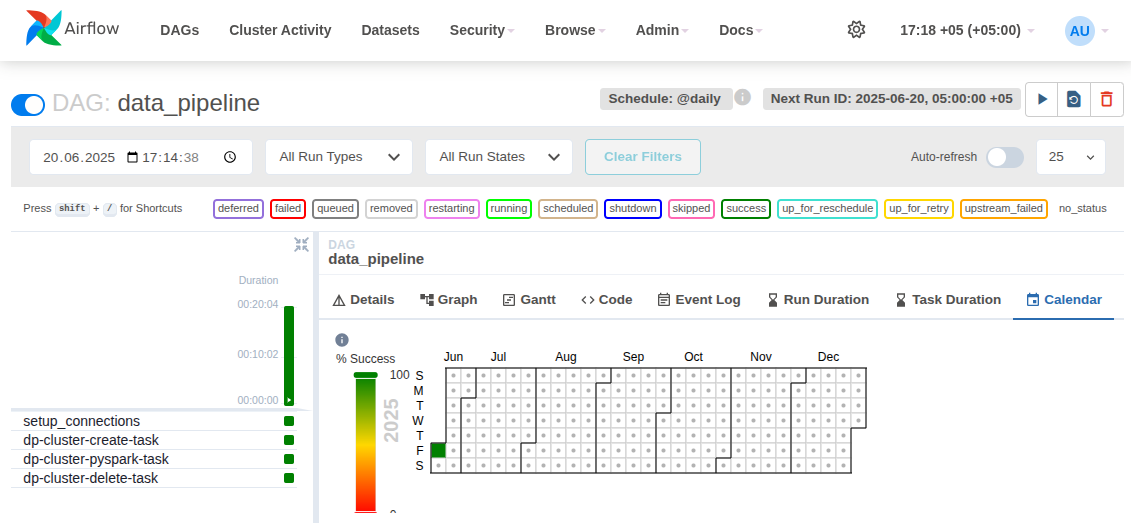 Airflow DAGs Cluster Activity Datasets Security Browse Admin Docs 17:18 +05 (+05:00) AU
DAG: data_pipeline Schedule: @daily i Next Run ID: 2025-06-20, 05:00:00 +05
20.06.2025 17:14:38 All Run Types All Run States Clear Filters Auto-refresh 25
Press shift + / for Shortcuts deferred failed queued removed restarting running scheduled shutdown skipped success up_for_reschedule up_for_retry upstream_failed no_status
Duration
00:20:04
00:10:02
00:00:00
setup_connections
dp-cluster-create-task
dp-cluster-pyspark-task
dp-cluster-delete-task
DAG
data_pipeline
Details Graph Gantt Code Event Log Run Duration Task Duration Calendar
i
% Success Jun Jul Aug Sep Oct Nov Dec
100
2025
S
M
T
W
T
F
S
0